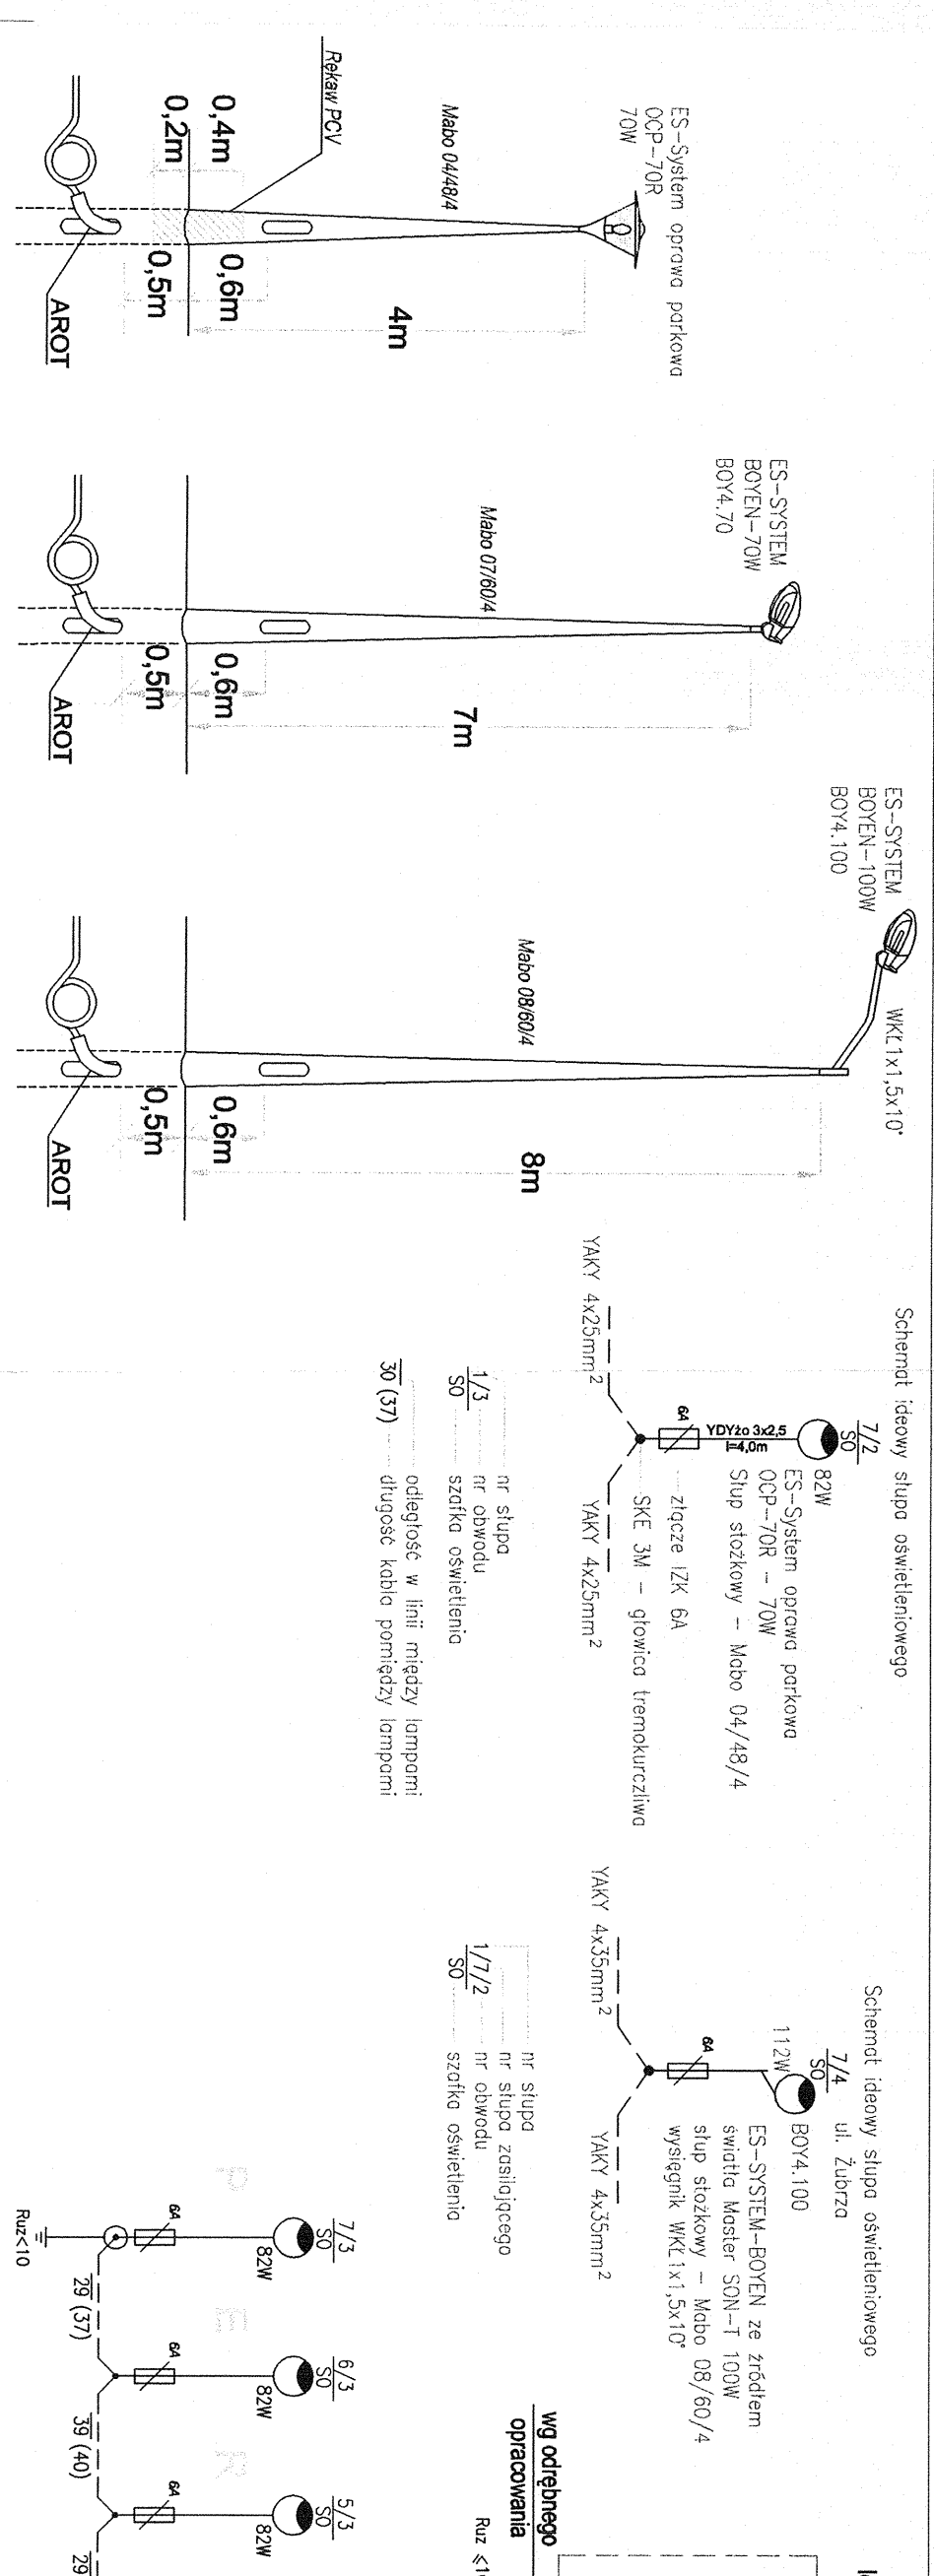 ES-System oprawa parkowa
OCP-70R
70W
Mabo 04/48/4
Rękaw PCV
0,4m
0,2m
0,6m
0,5m
4m
AROT
ES-SYSTEM
BOYEN-70W
BOY4.70
Mabo 07/60/4
7m
0,6m
0,5m
AROT
ES-SYSTEM
BOYEN-100W
BOY4.100
WKŁ1x1,5x10°
Mabo 08/60/4
8m
0,6m
0,5m
AROT
Schemat ideowy słupa oświetleniowego
7/2
SO
82W
ES-System oprawa parkowa
OCP-70R - 70W
Słup stożkowy - Mabo 04/48/4
YDYżo 3x2,5
l=4,0m
6A
złącze IZK 6A
SKE 3M - głowica tremokurczliwa
YAKY 4x25mm²
YAKY 4x25mm²
nr słupa
1/3 nr obwodu
SO szafka oświetlenia
odległość w linii między lampami
30 (37) długość kabla pomiędzy lampami
Schemat ideowy słupa oświetleniowego
ul. Żubrza
7/4
SO
112W
BOY4.100
ES-SYSTEM-BOYEN ze źródłem
światła Master SON-T 100W
słup stożkowy - Mabo 08/60/4
wysięgnik WKŁ1x1,5x10°
6A
YAKY 4x35mm²
YAKY 4x35mm²
nr słupa
nr słupa zasilającego
1/7/2 nr obwodu
SO szafka oświetlenia
wg odrębnego
opracowania
P E R
7/3
SO
82W
6A
Ruz<10
29 (37)
6/3
SO
82W
6A
39 (40)
5/3
SO
82W
6A
29